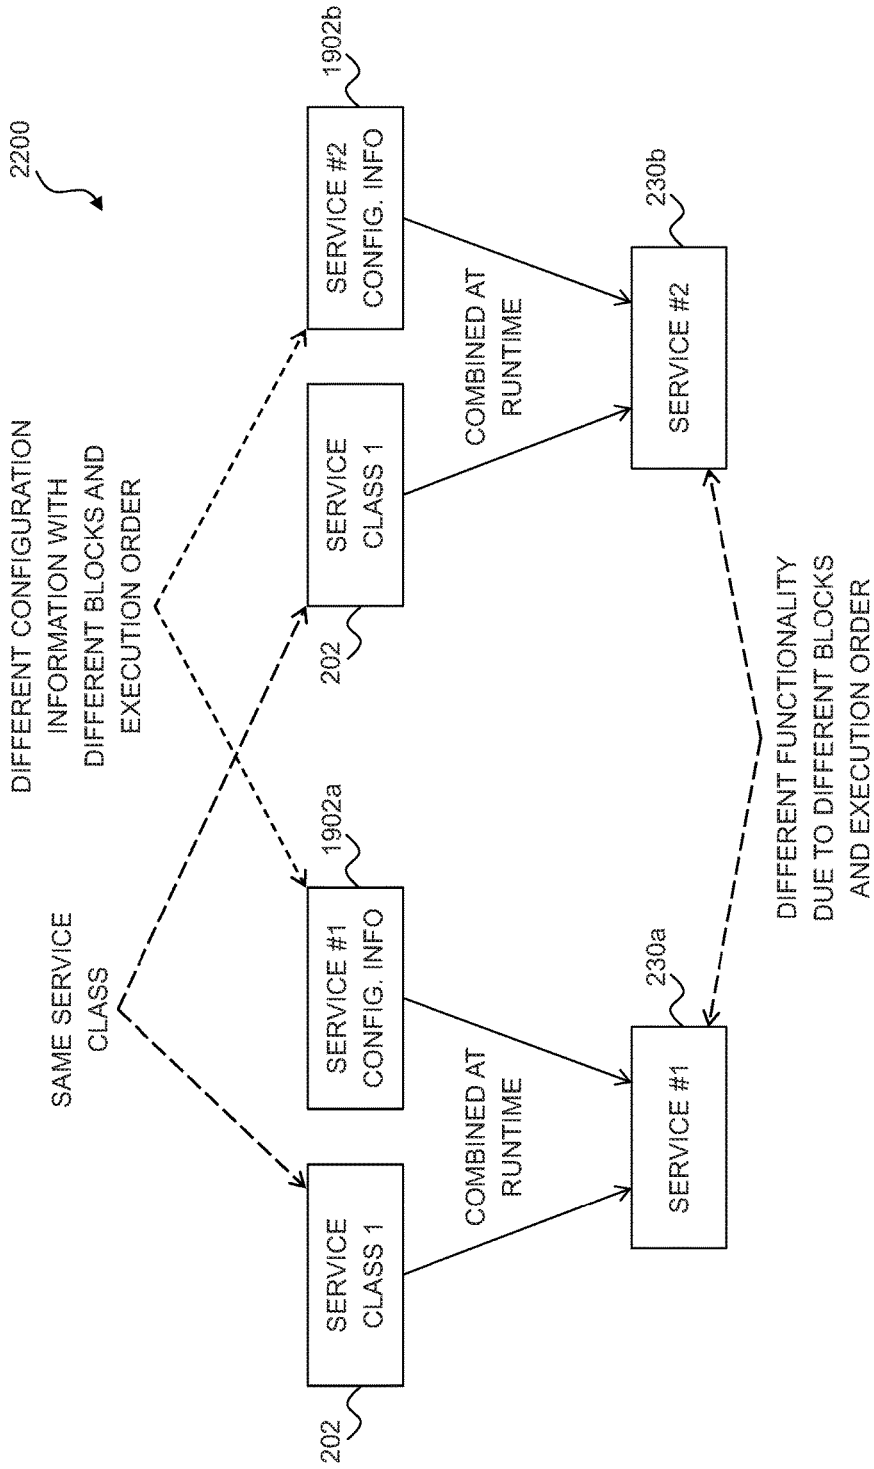 2200
SAME SERVICE
CLASS
DIFFERENT CONFIGURATION
INFORMATION WITH
DIFFERENT BLOCKS AND
EXECUTION ORDER
202
SERVICE
CLASS 1
SERVICE #1
CONFIG. INFO
1902a
202
SERVICE
CLASS 1
SERVICE #2
CONFIG. INFO
1902b
COMBINED AT
RUNTIME
COMBINED AT
RUNTIME
SERVICE #1
230a
SERVICE #2
230b
DIFFERENT FUNCTIONALITY
DUE TO DIFFERENT BLOCKS
AND EXECUTION ORDER